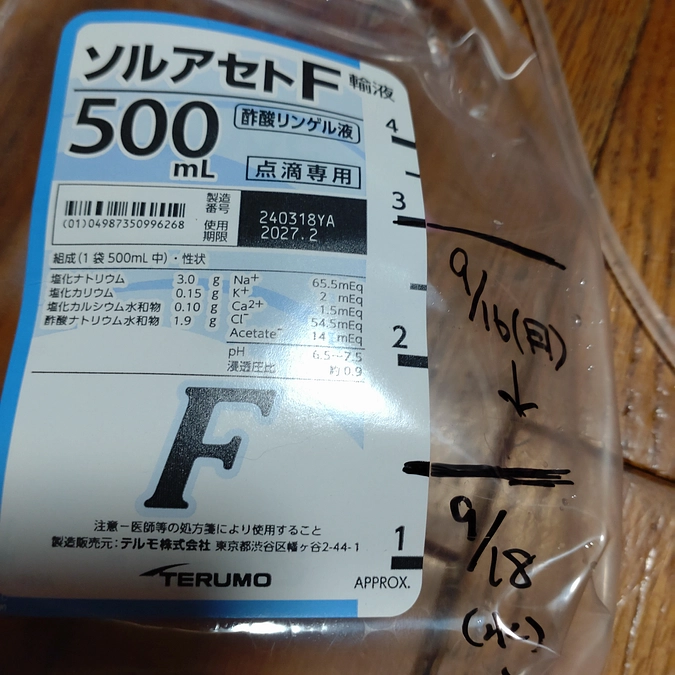 ソルアセトF 輸液
500mL
酢酸リンゲル液
点滴専用
(01)04987350996268
製造番号 240318YA
使用期限 2027.2
組成(1袋500mL中)・性状
塩化ナトリウム 3.0 g
塩化カリウム 0.15 g
塩化カルシウム水和物 0.10 g
酢酸ナトリウム水和物 1.9 g
Na⁺ 65.5mEq
K⁺ 2 mEq
Ca²⁺ 1.5mEq
Cl⁻ 54.5mEq
Acetate⁻ 14 mEq
pH 6.5~7.5
浸透圧比 約0.9
F
注意-医師等の処方箋により使用すること
製造販売元:テルモ株式会社 東京都渋谷区幡ヶ谷2-44-1
TERUMO
4
3
2
1
APPROX.
9/16(月)
↓
9/18
(水)